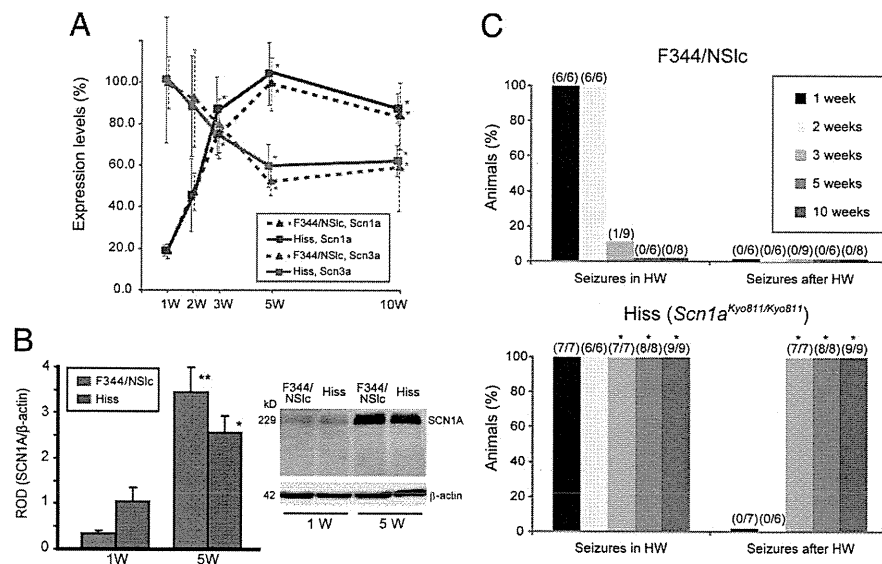 A
Expression levels (%)
100.0
80.0
60.0
40.0
20.0
0.0
1W 2W 3W 5W 10W
F344/NSlc, Scn1a
Hiss, Scn1a
F344/NSlc, Scn3a
Hiss, Scn3a
B
ROD (SCN1A/β-actin)
4
3
2
1
0
F344/NSlc
Hiss
**
*
1W 5W
F344/ NSlc Hiss F344/ NSlc Hiss
kD
229
SCN1A
42
β-actin
1 W 5 W
C
F344/NSlc
Animals (%)
100
80
60
40
20
0
(6/6) (6/6)
(1/9)
(0/6) (0/8)
(0/6) (0/6) (0/9) (0/6) (0/8)
1 week
2 weeks
3 weeks
5 weeks
10 weeks
Seizures in HW Seizures after HW
Hiss (Scn1aKyo811/Kyo811)
Animals (%)
100
80
60
40
20
0
* * * * * *
(7/7) (6/6) (7/7) (8/8) (9/9)
(0/7) (0/6)
(7/7) (8/8) (9/9)
Seizures in HW Seizures after HW